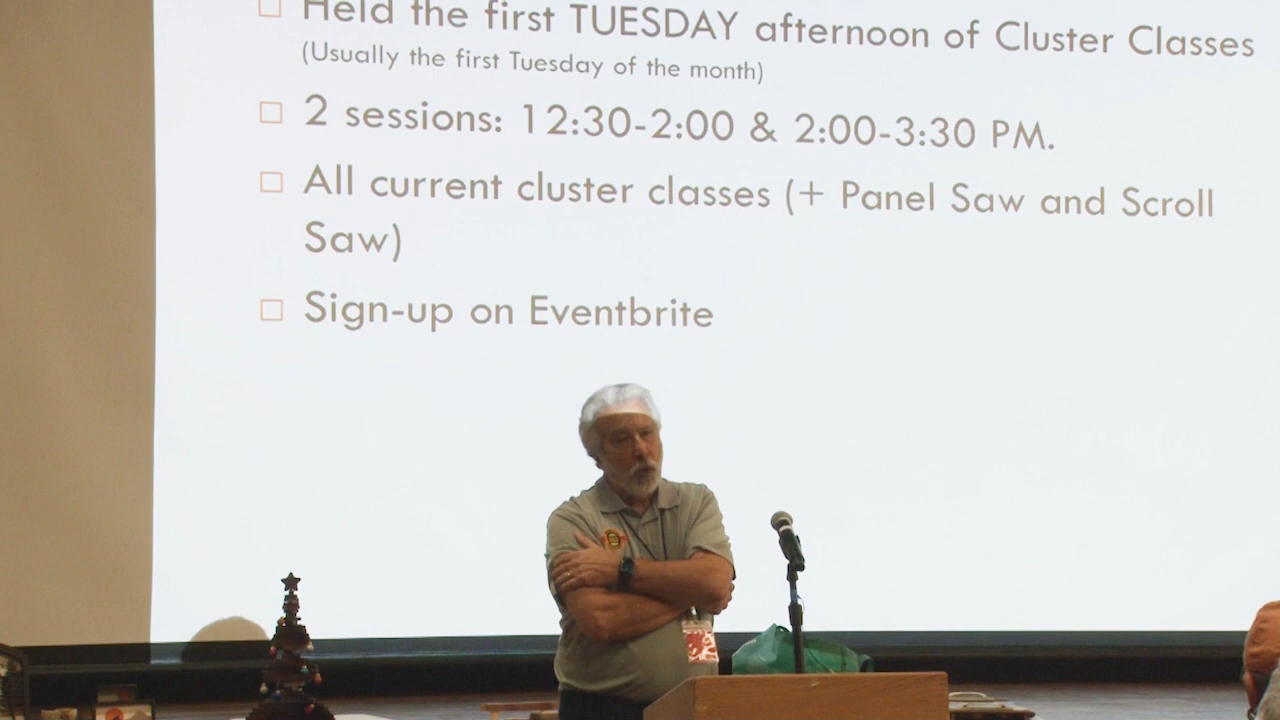 Held the first TUESDAY afternoon of Cluster Classes
(Usually the first Tuesday of the month)
2 sessions: 12:30-2:00 & 2:00-3:30 PM.
All current cluster classes (+ Panel Saw and Scroll
Saw)
Sign-up on Eventbrite